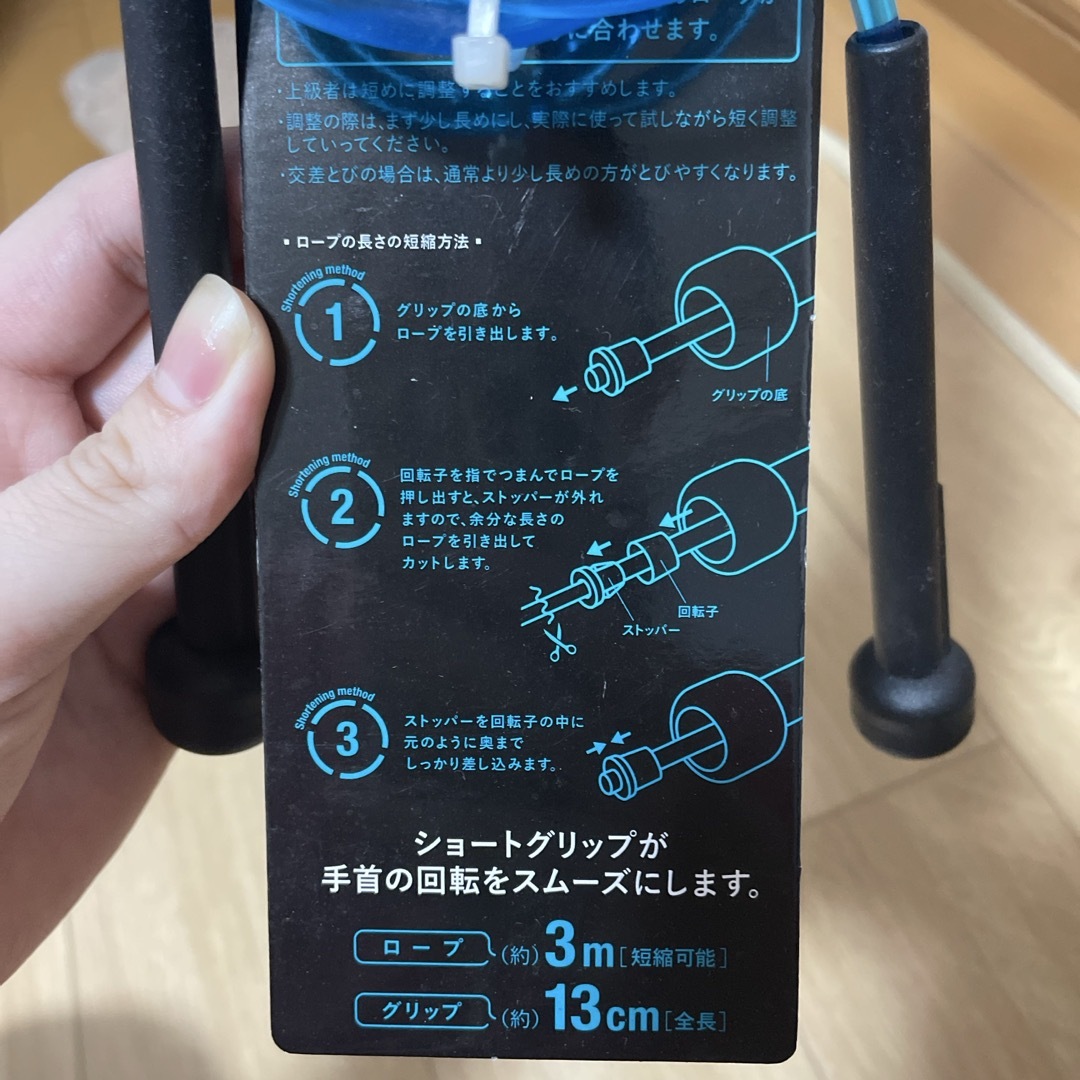 に合わせます。
・上級者は短めに調整することをおすすめします。
・調整の際は、まず少し長めにし、実際に使って試しながら短く調整
していってください。
・交差とびの場合は、通常より少し長めの方がとびやすくなります。
▪ロープの長さの短縮方法▪
Shortening method
1
グリップの底から
ロープを引き出します。
グリップの底
Shortening method
2
回転子を指でつまんでロープを
押し出すと、ストッパーが外れ
ますので、余分な長さの
ロープを引き出して
カットします。
回転子
ストッパー
Shortening method
3
ストッパーを回転子の中に
元のように奥まで
しっかり差し込みます。
ショートグリップが
手首の回転をスムーズにします。
ロープ (約)3m[短縮可能]
グリップ (約)13cm[全長]